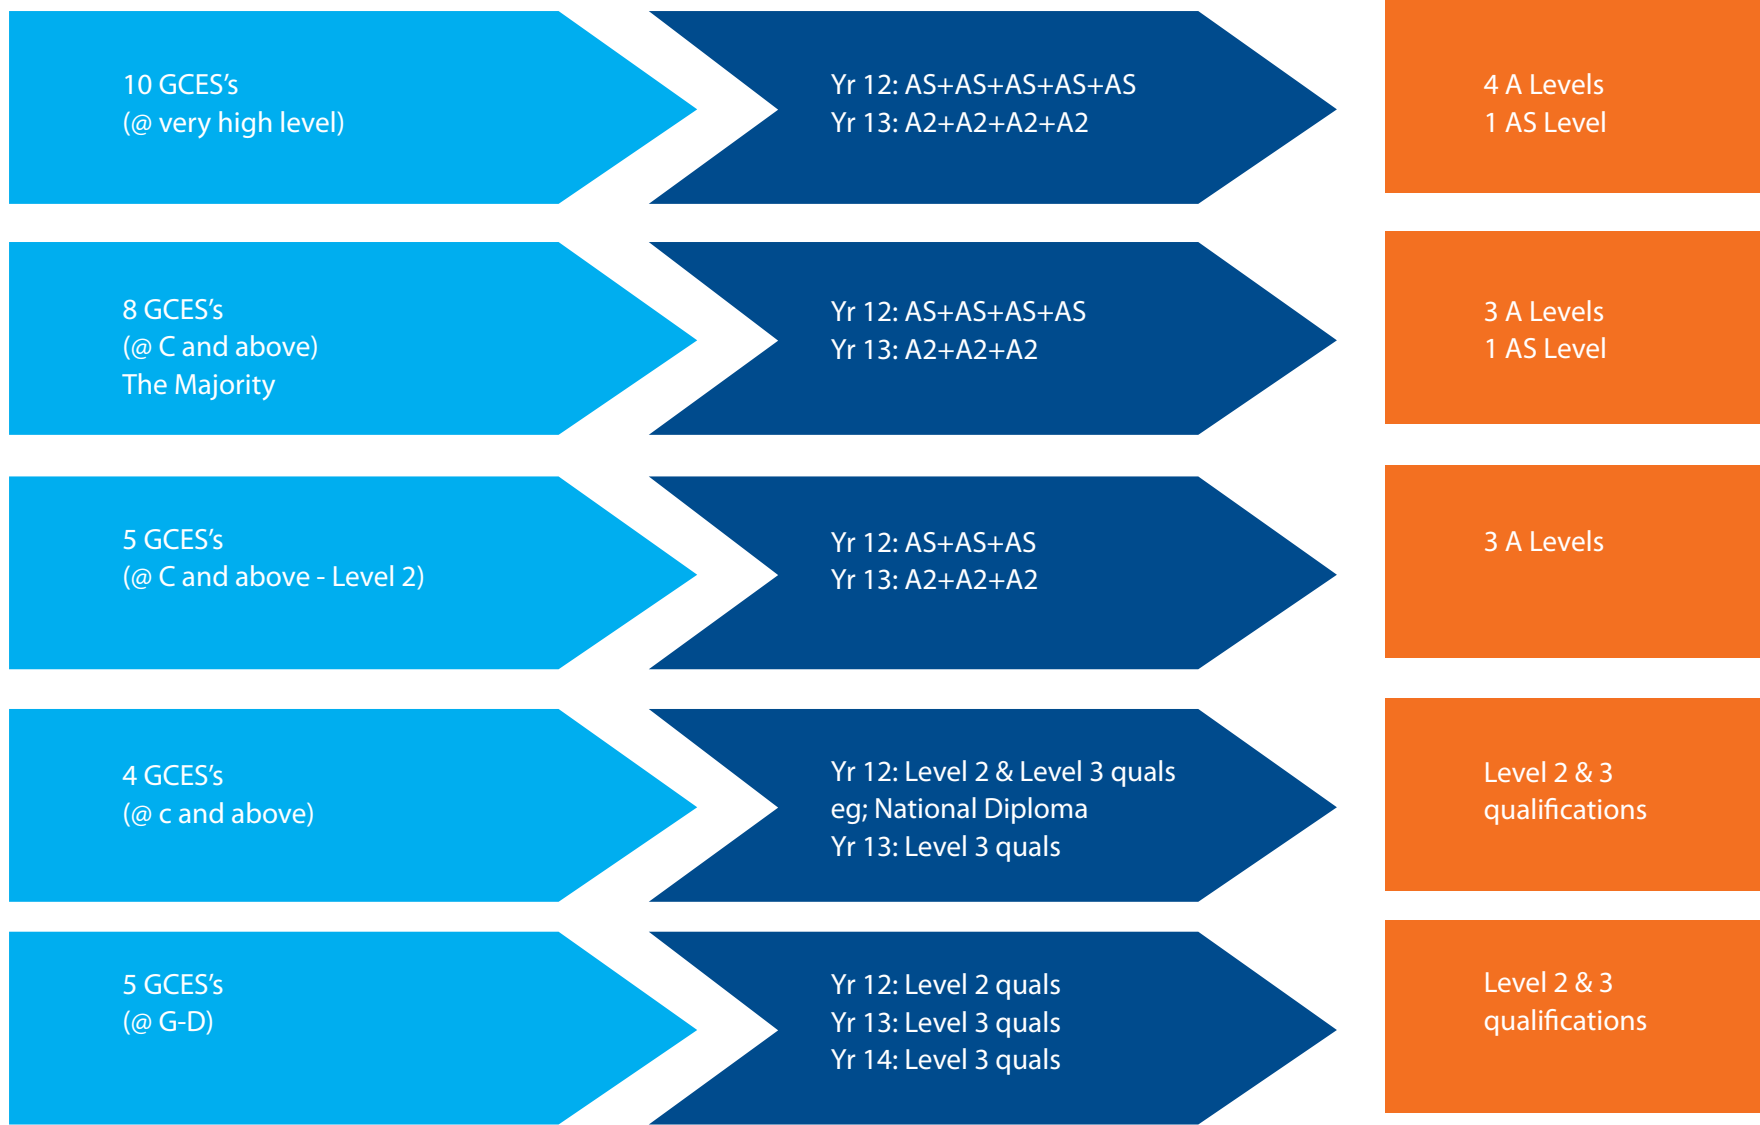 10 GCES’s
(@ very high level)
Yr 12: AS+AS+AS+AS+AS
Yr 13: A2+A2+A2+A2
4 A Levels
1 AS Level
8 GCES’s
(@ C and above)
The Majority
Yr 12: AS+AS+AS+AS
Yr 13: A2+A2+A2
3 A Levels
1 AS Level
5 GCES’s
(@ C and above - Level 2)
Yr 12: AS+AS+AS
Yr 13: A2+A2+A2
3 A Levels
4 GCES’s
(@ c and above)
Yr 12: Level 2 & Level 3 quals
eg; National Diploma
Yr 13: Level 3 quals
Level 2 & 3
qualifications
5 GCES’s
(@ G-D)
Yr 12: Level 2 quals
Yr 13: Level 3 quals
Yr 14: Level 3 quals
Level 2 & 3
qualifications